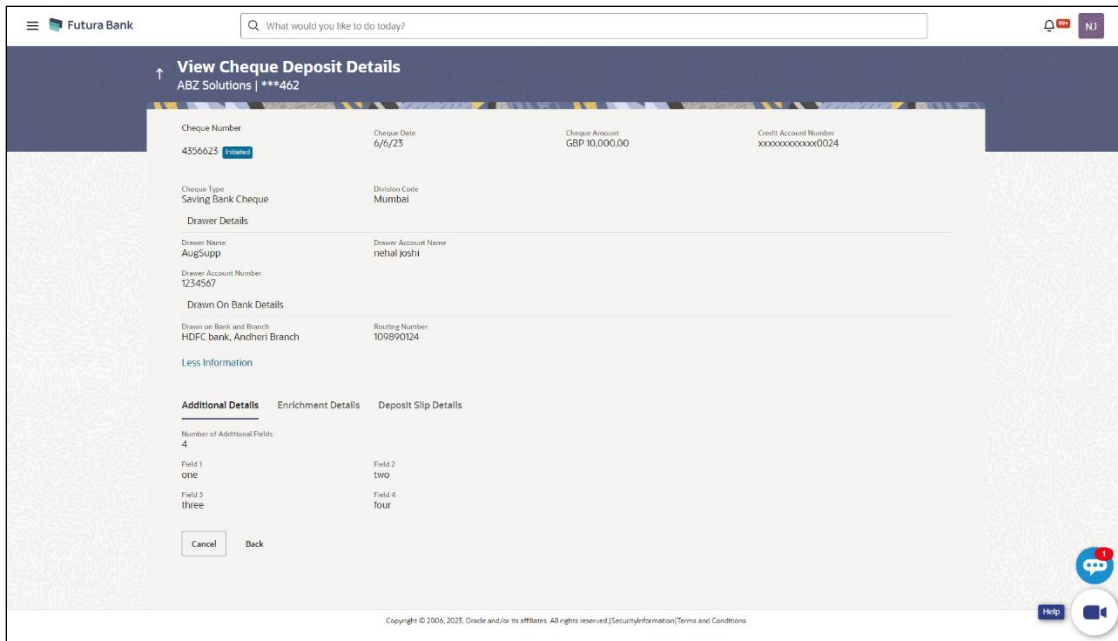 Futura Bank
What would you like to do today?
99+
NJ
View Cheque Deposit Details
ABZ Solutions | ***462
Cheque Number Cheque Date Cheque Amount Credit Account Number
4356623 Initiated 6/6/23 GBP 10,000.00 xxxxxxxxxxxx0024
Cheque Type Division Code
Saving Bank Cheque Mumbai
Drawer Details
Drawer Name Drawer Account Name
AugSupp nehal joshi
Drawer Account Number
1234567
Drawn On Bank Details
Drawn on Bank and Branch Routing Number
HDFC bank, Andheri Branch 109890124
Less Information
Additional Details Enrichment Details Deposit Slip Details
Number of Additional Fields
4
Field 1 Field 2
one two
Field 3 Field 4
three four
Cancel Back
1
Help
Copyright © 2006, 2023, Oracle and/or its affiliates. All rights reserved.|SecurityInformation|Terms and Conditions